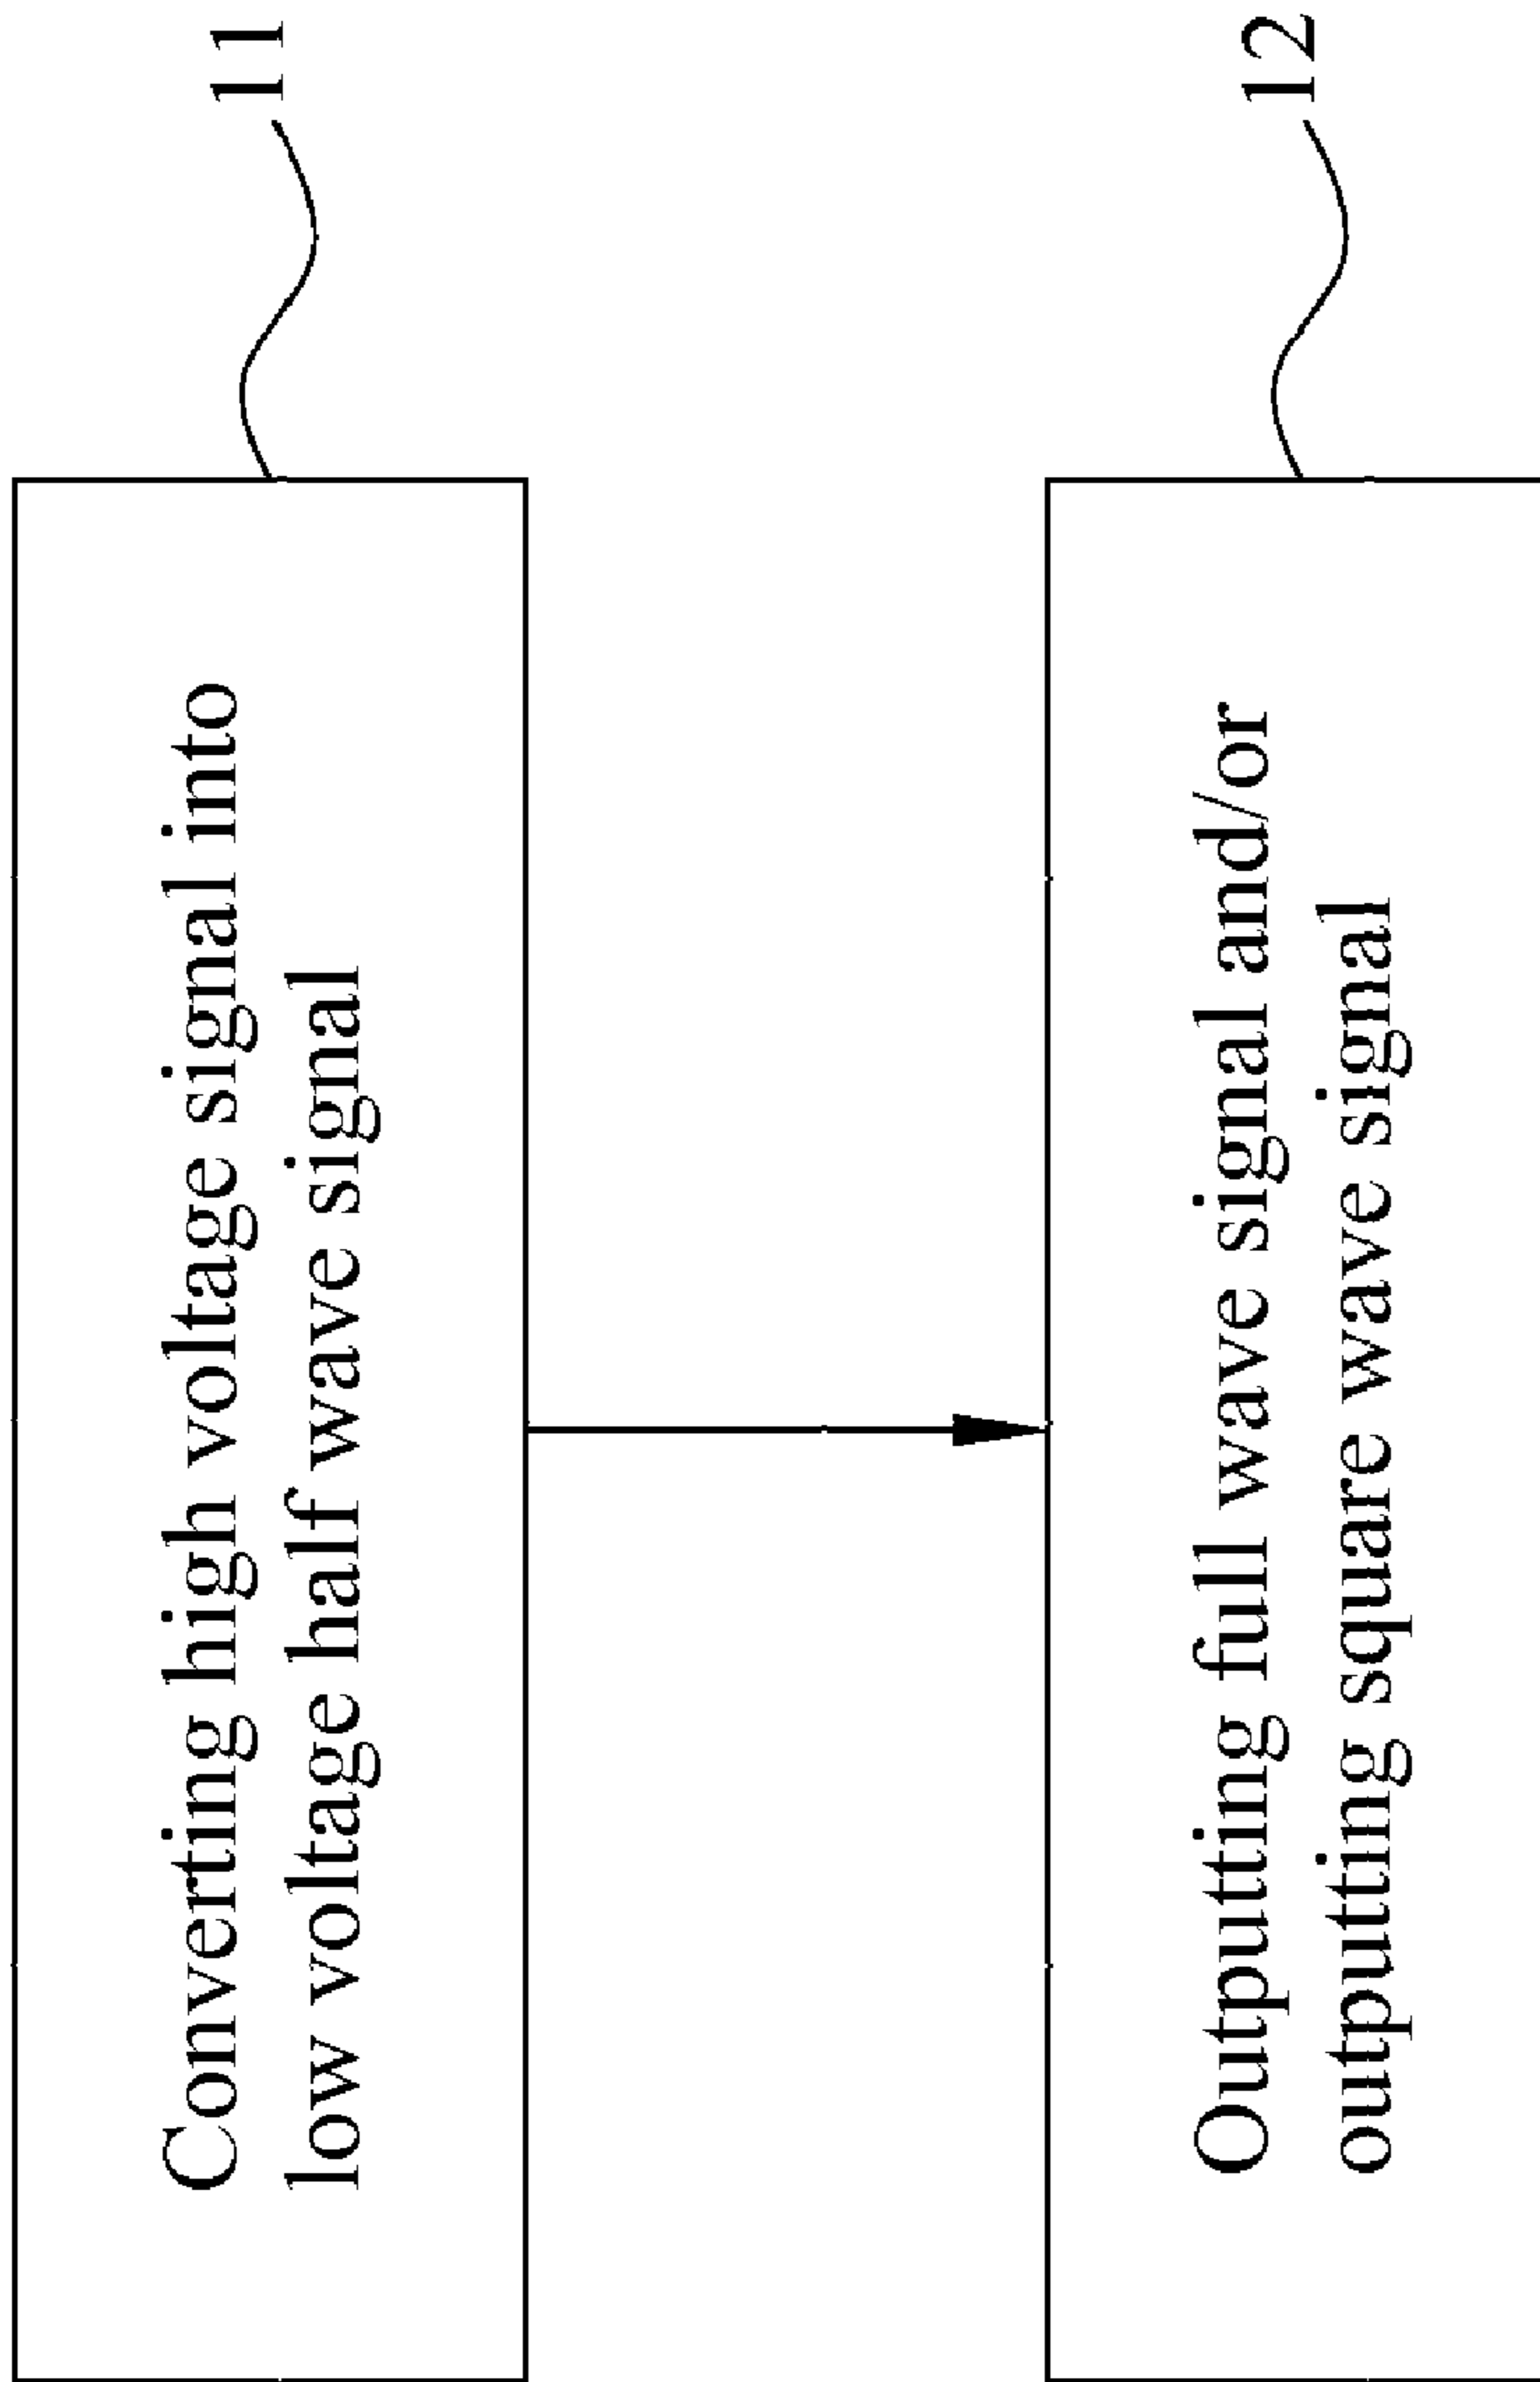 Converting high voltage signal into
low voltage half wave signal
11
Outputting full wave signal and/or
outputting square wave signal
12